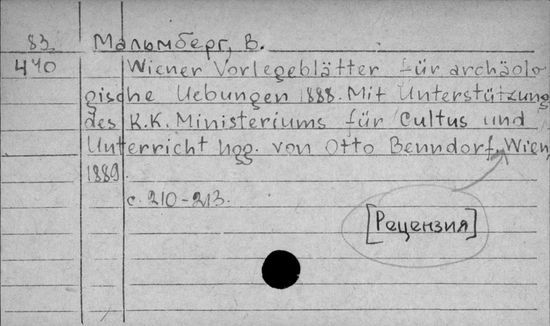 83. Мальмберг, В.
440 Wiener Vorlegeblätter für archäolo-
gische Uebungen 1888. Mit Unterstützung
des K.K. Ministeriums für Cultus und
Unterricht hgg. von Otto Benndorf. Wien,
1889.
с. 210-213.
[Рецензия]